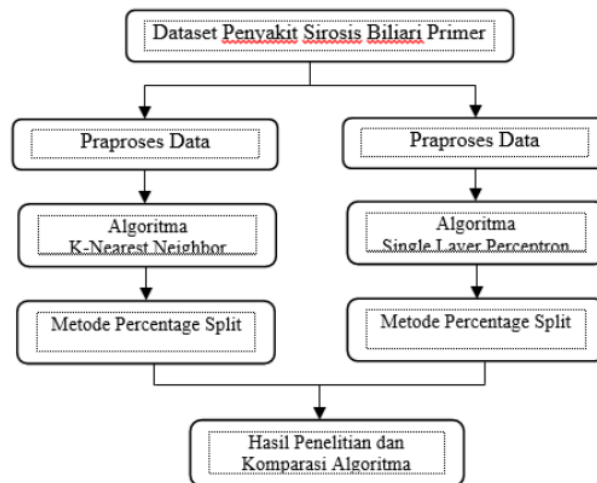 Dataset Penyakit Sirosis Biliari Primer
Praproses Data
Praproses Data
Algoritma
K-Nearest Neighbor
Algoritma
Single Layer Perceptron
Metode Percentage Split
Metode Percentage Split
Hasil Penelitian dan
Komparasi Algoritma